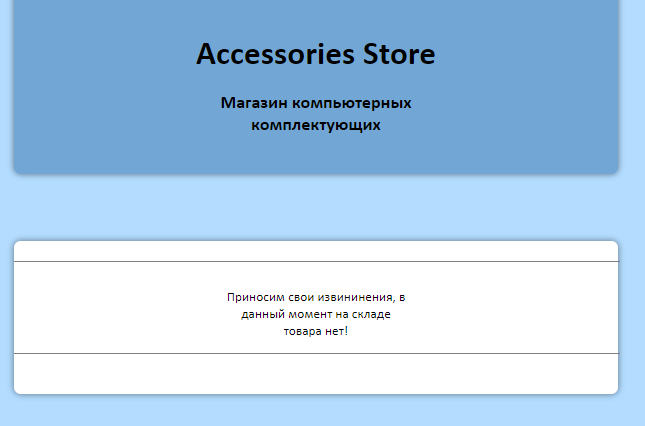 Accessories Store
Магазин компьютерных
комплектующих
Приносим свои извининения, в
данный момент на складе
товара нет!